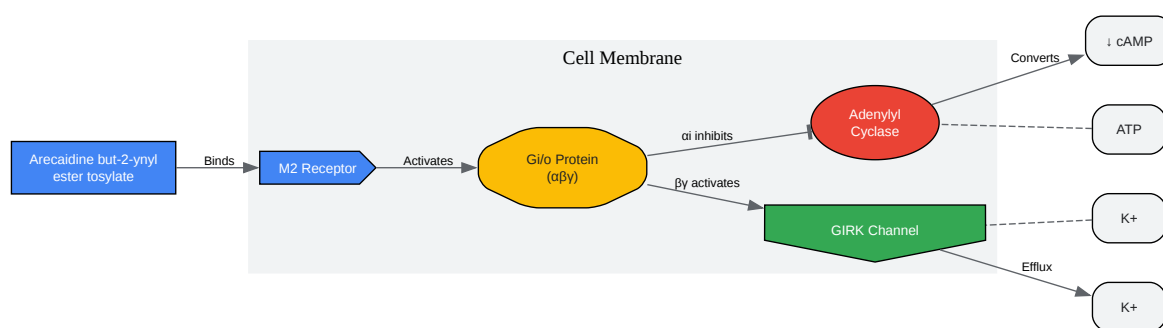 Cell Membrane
Arecaidine but-2-ynyl
ester tosylate
Binds
M2 Receptor
Activates
Gi/o Protein
(αβγ)
αi inhibits
βγ activates
Adenylyl
Cyclase
GIRK Channel
Converts
↓ cAMP
ATP
K+
Efflux
K+